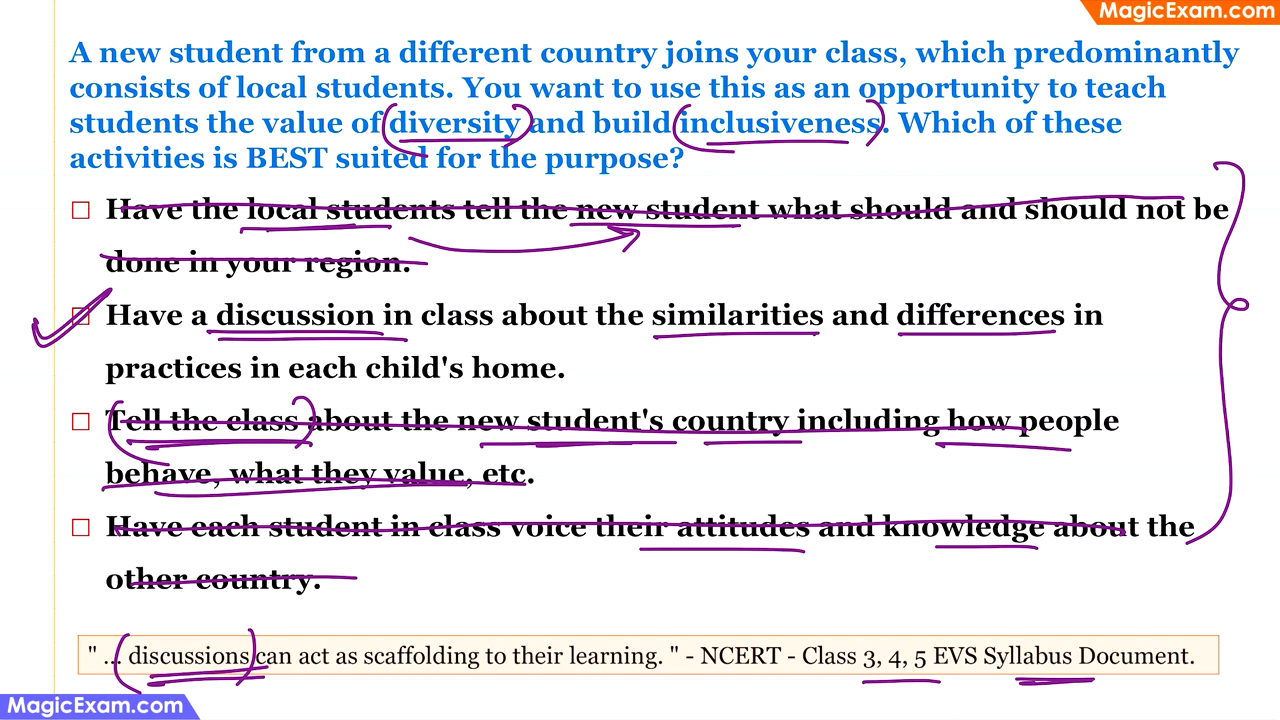 MagicExam.com
A new student from a different country joins your class, which predominantly
consists of local students. You want to use this as an opportunity to teach
students the value of diversity and build inclusiveness. Which of these
activities is BEST suited for the purpose?
Have the local students tell the new student what should and should not be
done in your region.
Have a discussion in class about the similarities and differences in
practices in each child's home.
Tell the class about the new student's country including how people
behave, what they value, etc.
Have each student in class voice their attitudes and knowledge about the
other country.
" ... discussions can act as scaffolding to their learning. " - NCERT - Class 3, 4, 5 EVS Syllabus Document.
MagicExam.com